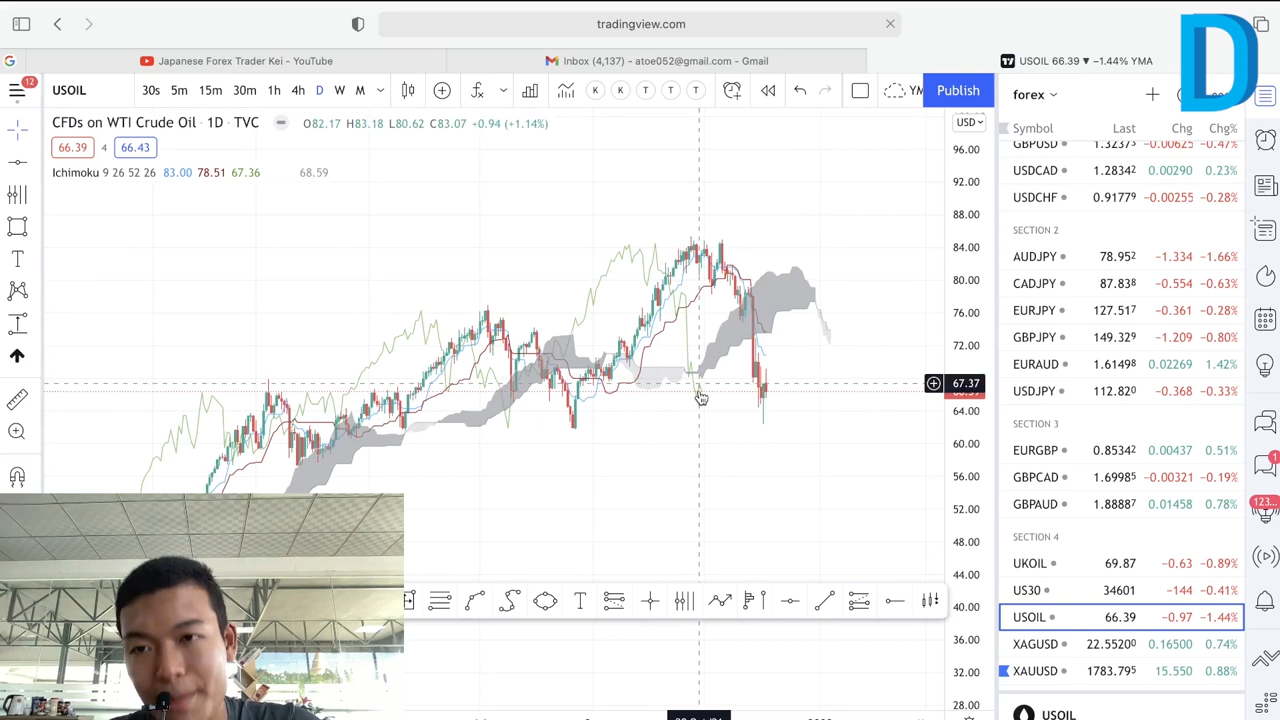 tradingview.com
D
Japanese Forex Trader Kei - YouTube
Inbox (4,137) - atoe052@gmail.com - Gmail
USOIL 66.39 ▼ −1.44% YMA
12
USOIL
30s 5m 15m 30m 1h 4h D W M
K K T T T
YM
Publish
forex
CFDs on WTI Crude Oil · 1D · TVC
O82.17 H83.18 L80.62 C83.07 +0.94 (+1.14%)
USD
66.39 4 66.43
Ichimoku 9 26 52 26 83.00 78.51 67.36 68.59
Symbol Last Chg Chg%
GBPUSD 1.3237³ −0.00625 −0.47%
USDCAD 1.2834² 0.00290 0.23%
USDCHF 0.9177⁹ −0.00255 −0.28%
SECTION 2
AUDJPY 78.95² −1.334 −1.66%
CADJPY 87.83⁸ −0.554 −0.63%
EURJPY 127.51⁷ −0.361 −0.28%
GBPJPY 149.32⁹ −1.209 −0.80%
EURAUD 1.6149⁸ 0.02269 1.42%
USDJPY 112.82⁰ −0.368 −0.33%
SECTION 3
EURGBP 0.8534² 0.00437 0.51%
GBPCAD 1.6998⁵ −0.00321 −0.19%
GBPAUD 1.8888⁷ 0.01458 0.78%
SECTION 4
UKOIL 69.87 −0.63 −0.89%
US30 34601 −144 −0.41%
USOIL 66.39 −0.97 −1.44%
XAGUSD 22.5520⁰ 0.16500 0.74%
XAUUSD 1783.79⁵ 15.550 0.88%
USOIL
96.00
92.00
88.00
84.00
80.00
76.00
72.00
67.37
64.00
60.00
56.00
52.00
48.00
44.00
40.00
36.00
32.00
28.00
1
123...